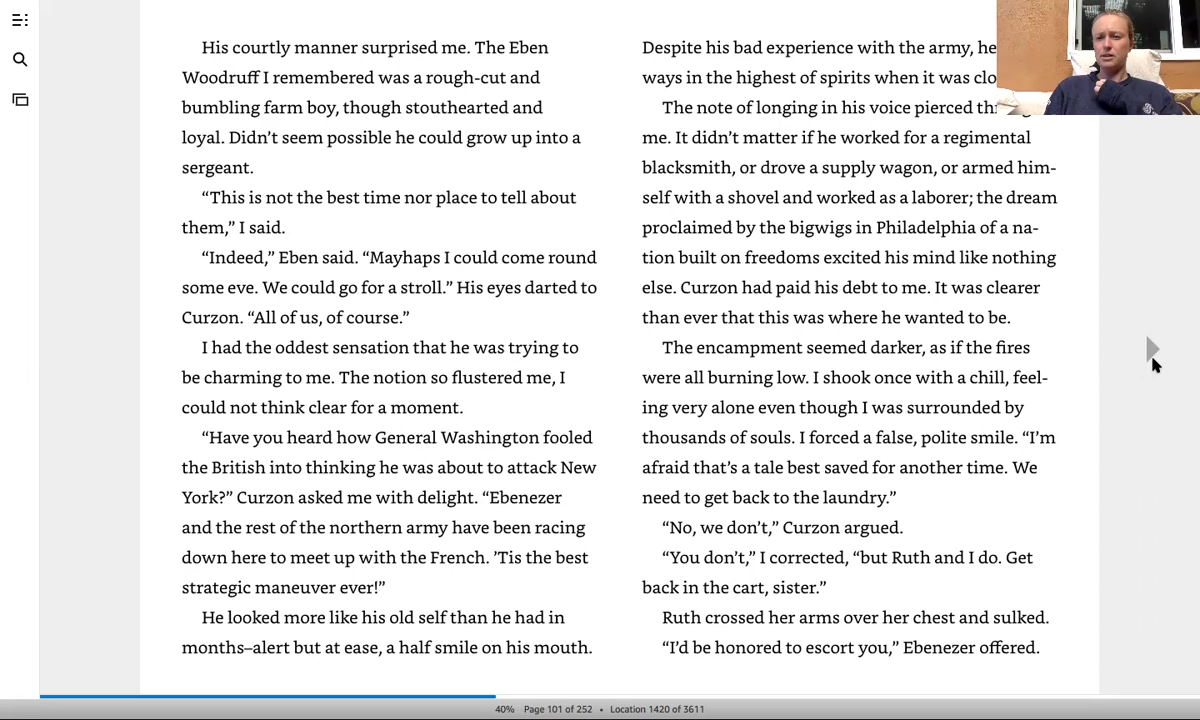 His courtly manner surprised me. The Eben
Woodruff I remembered was a rough-cut and
bumbling farm boy, though stouthearted and
loyal. Didn’t seem possible he could grow up into a
sergeant.
“This is not the best time nor place to tell about
them,” I said.
“Indeed,” Eben said. “Mayhaps I could come round
some eve. We could go for a stroll.” His eyes darted to
Curzon. “All of us, of course.”
I had the oddest sensation that he was trying to
be charming to me. The notion so flustered me, I
could not think clear for a moment.
“Have you heard how General Washington fooled
the British into thinking he was about to attack New
York?” Curzon asked me with delight. “Ebenezer
and the rest of the northern army have been racing
down here to meet up with the French. ’Tis the best
strategic maneuver ever!”
He looked more like his old self than he had in
months–alert but at ease, a half smile on his mouth.
Despite his bad experience with the army, he
ways in the highest of spirits when it was
The note of longing in his voice pierced
me. It didn’t matter if he worked for a regimental
blacksmith, or drove a supply wagon, or armed him-
self with a shovel and worked as a laborer; the dream
proclaimed by the bigwigs in Philadelphia of a na-
tion built on freedoms excited his mind like nothing
else. Curzon had paid his debt to me. It was clearer
than ever that this was where he wanted to be.
The encampment seemed darker, as if the fires
were all burning low. I shook once with a chill, feel-
ing very alone even though I was surrounded by
thousands of souls. I forced a false, polite smile. “I’m
afraid that’s a tale best saved for another time. We
need to get back to the laundry.”
“No, we don’t,” Curzon argued.
“You don’t,” I corrected, “but Ruth and I do. Get
back in the cart, sister.”
Ruth crossed her arms over her chest and sulked.
“I’d be honored to escort you,” Ebenezer offered.
40% Page 101 of 252 • Location 1420 of 3611